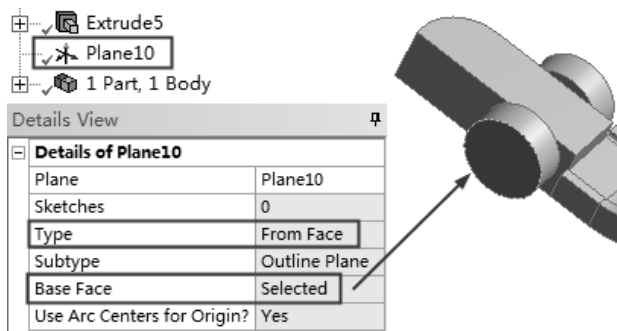 Extrude5
Plane10
1 Part, 1 Body
Details View
Details of Plane10
Plane Plane10
Sketches 0
Type From Face
Subtype Outline Plane
Base Face Selected
Use Arc Centers for Origin? Yes